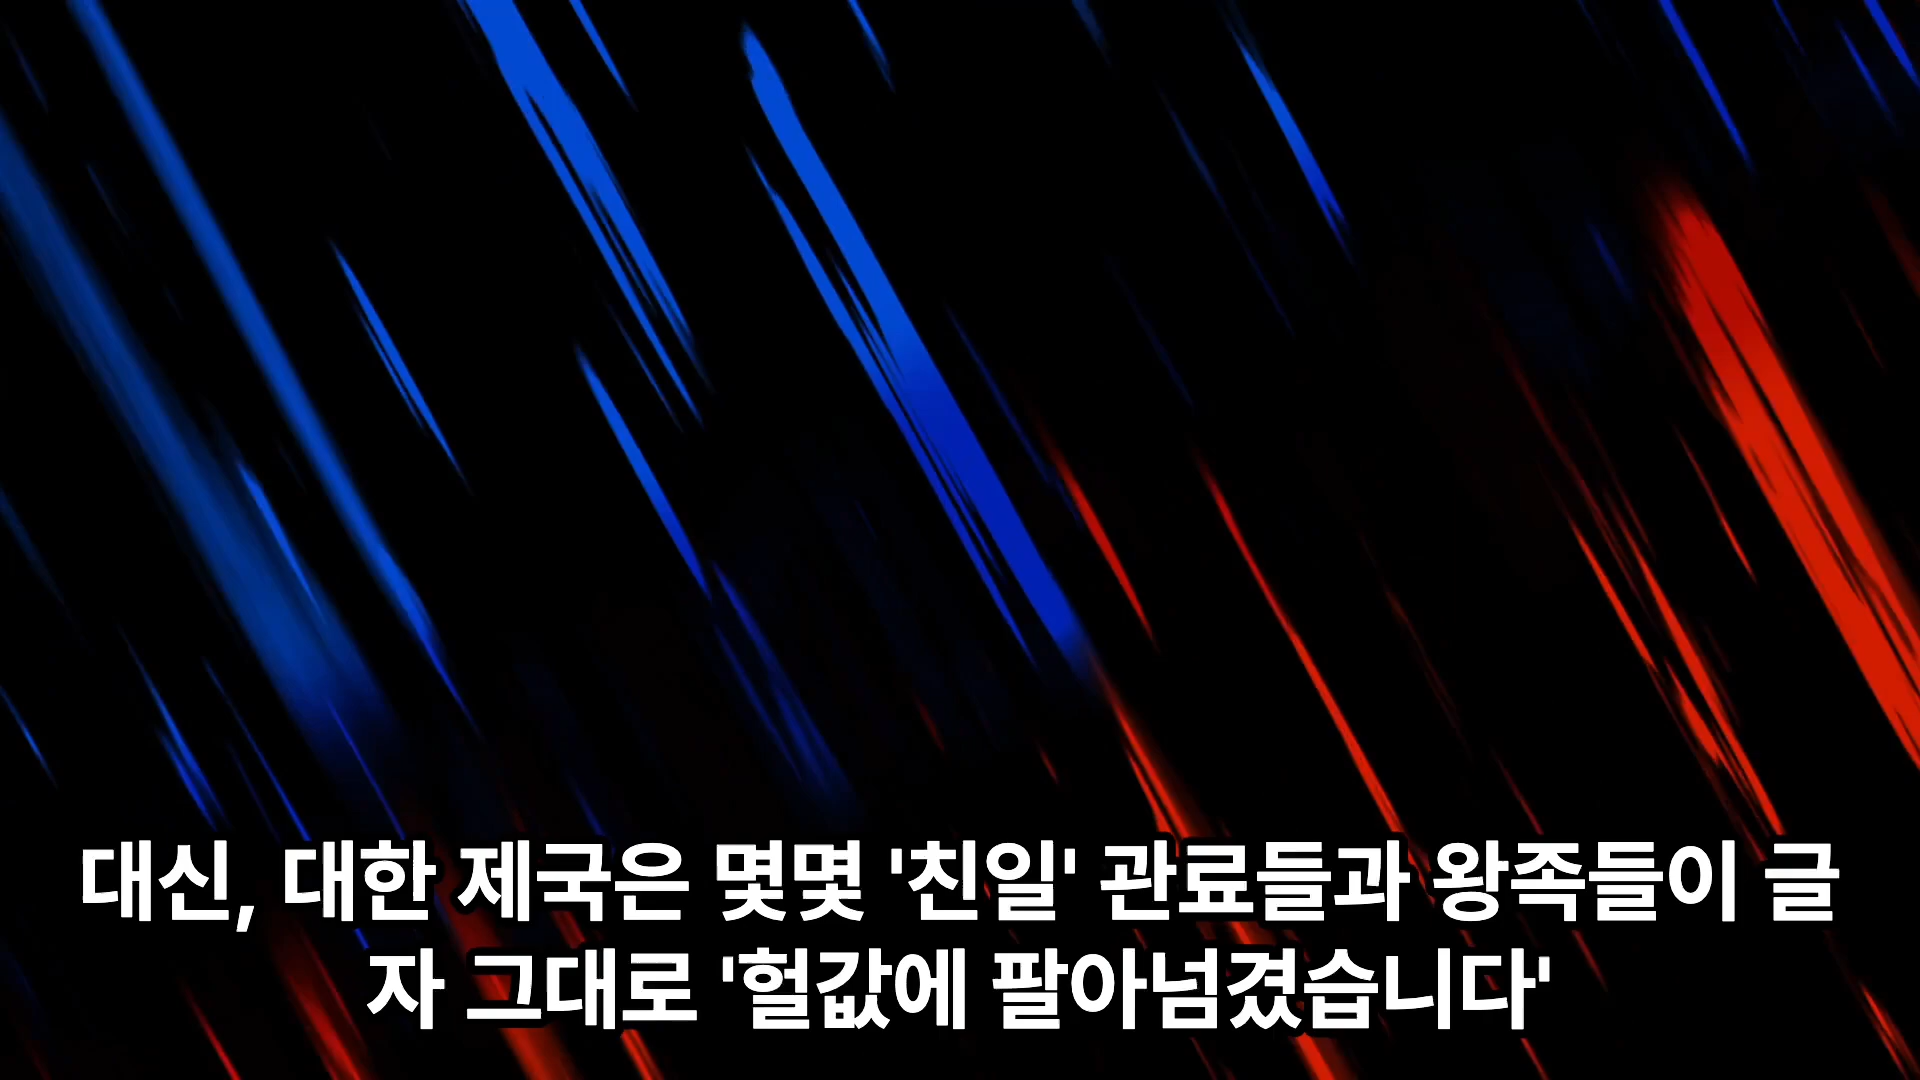 대신, 대한 제국은 몇몇 '친일' 관료들과 왕족들이 글
자 그대로 '헐값에 팔아넘겼습니다'